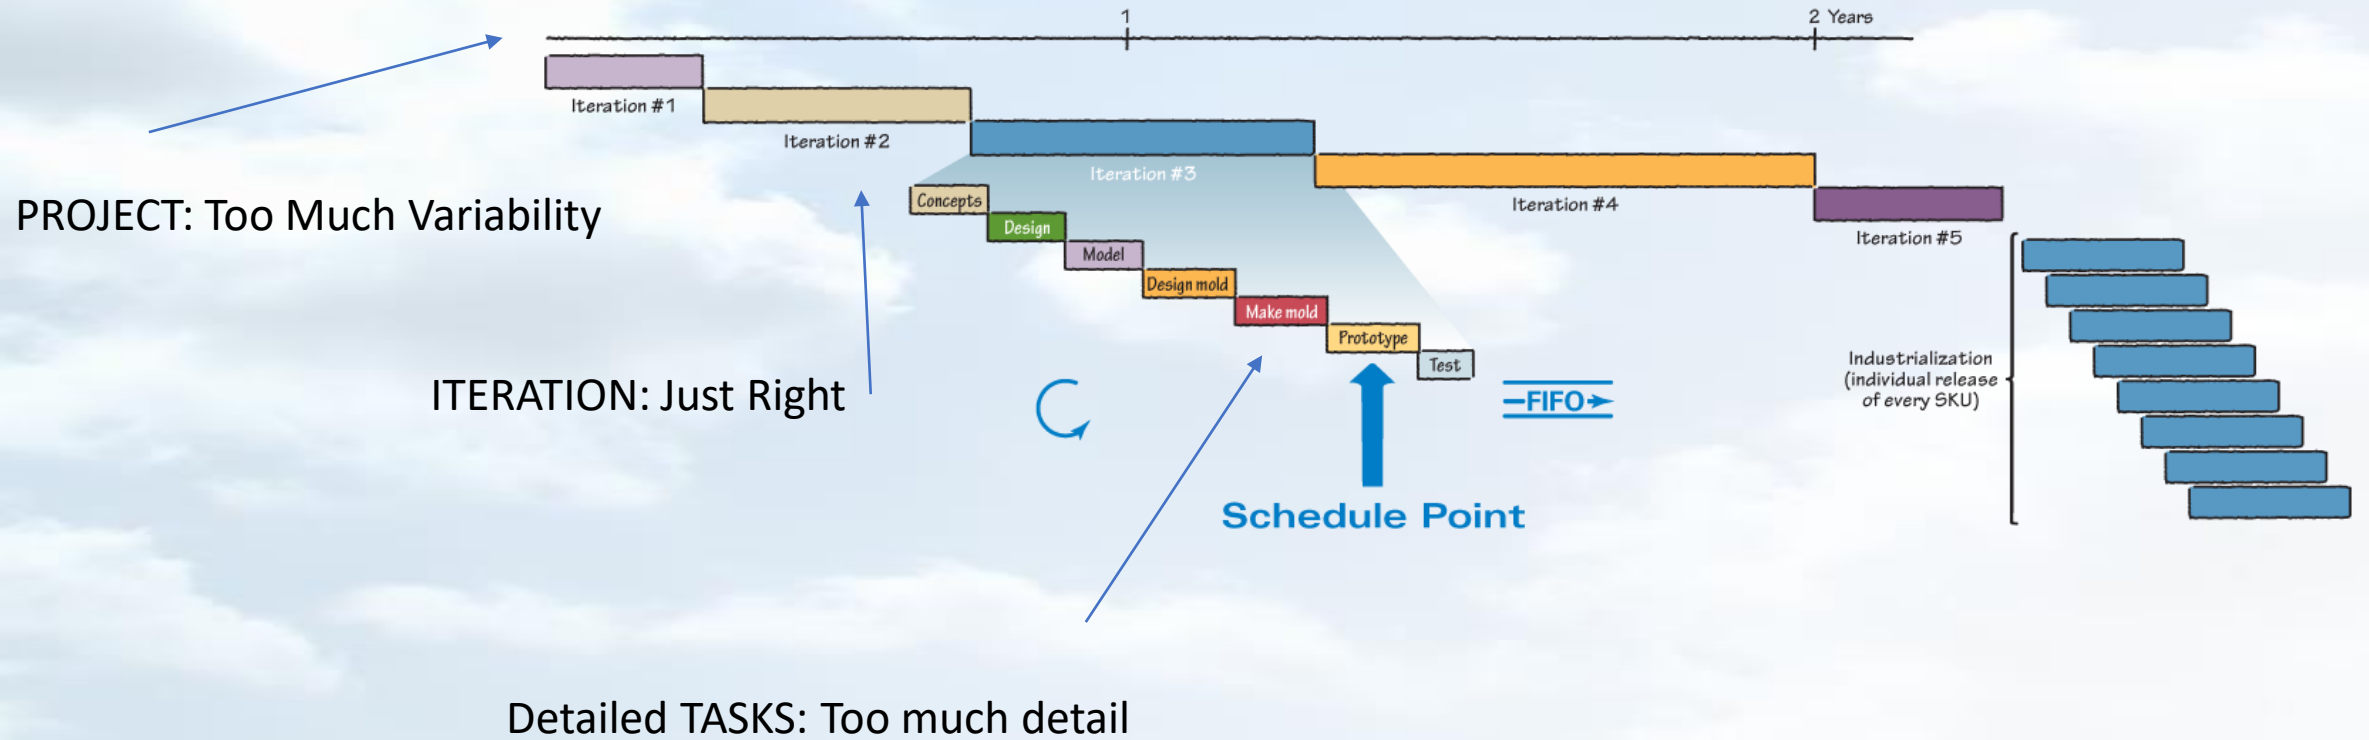 1
2 Years
Iteration #1
Iteration #2
Iteration #3
Iteration #4
Iteration #5
PROJECT: Too Much Variability
Concepts
Design
Model
Design mold
Make mold
Prototype
Test
ITERATION: Just Right
FIFO
Schedule Point
Industrialization
(individual release
of every SKU)
Detailed TASKS: Too much detail